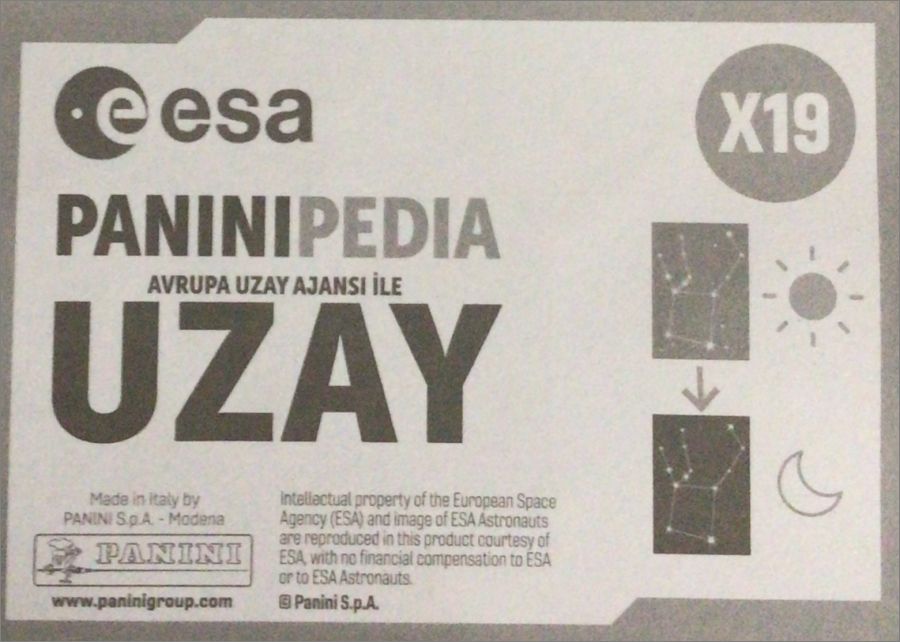 esa
X19
PANINIPEDIA
AVRUPA UZAY AJANSI İLE
UZAY
Made in Italy by
PANINI S.p.A. - Modena
PANINI
www.paninigroup.com
Intellectual property of the European Space
Agency (ESA) and image of ESA Astronauts
are reproduced in this product courtesy of
ESA, with no financial compensation to ESA
or to ESA Astronauts.
© Panini S.p.A.